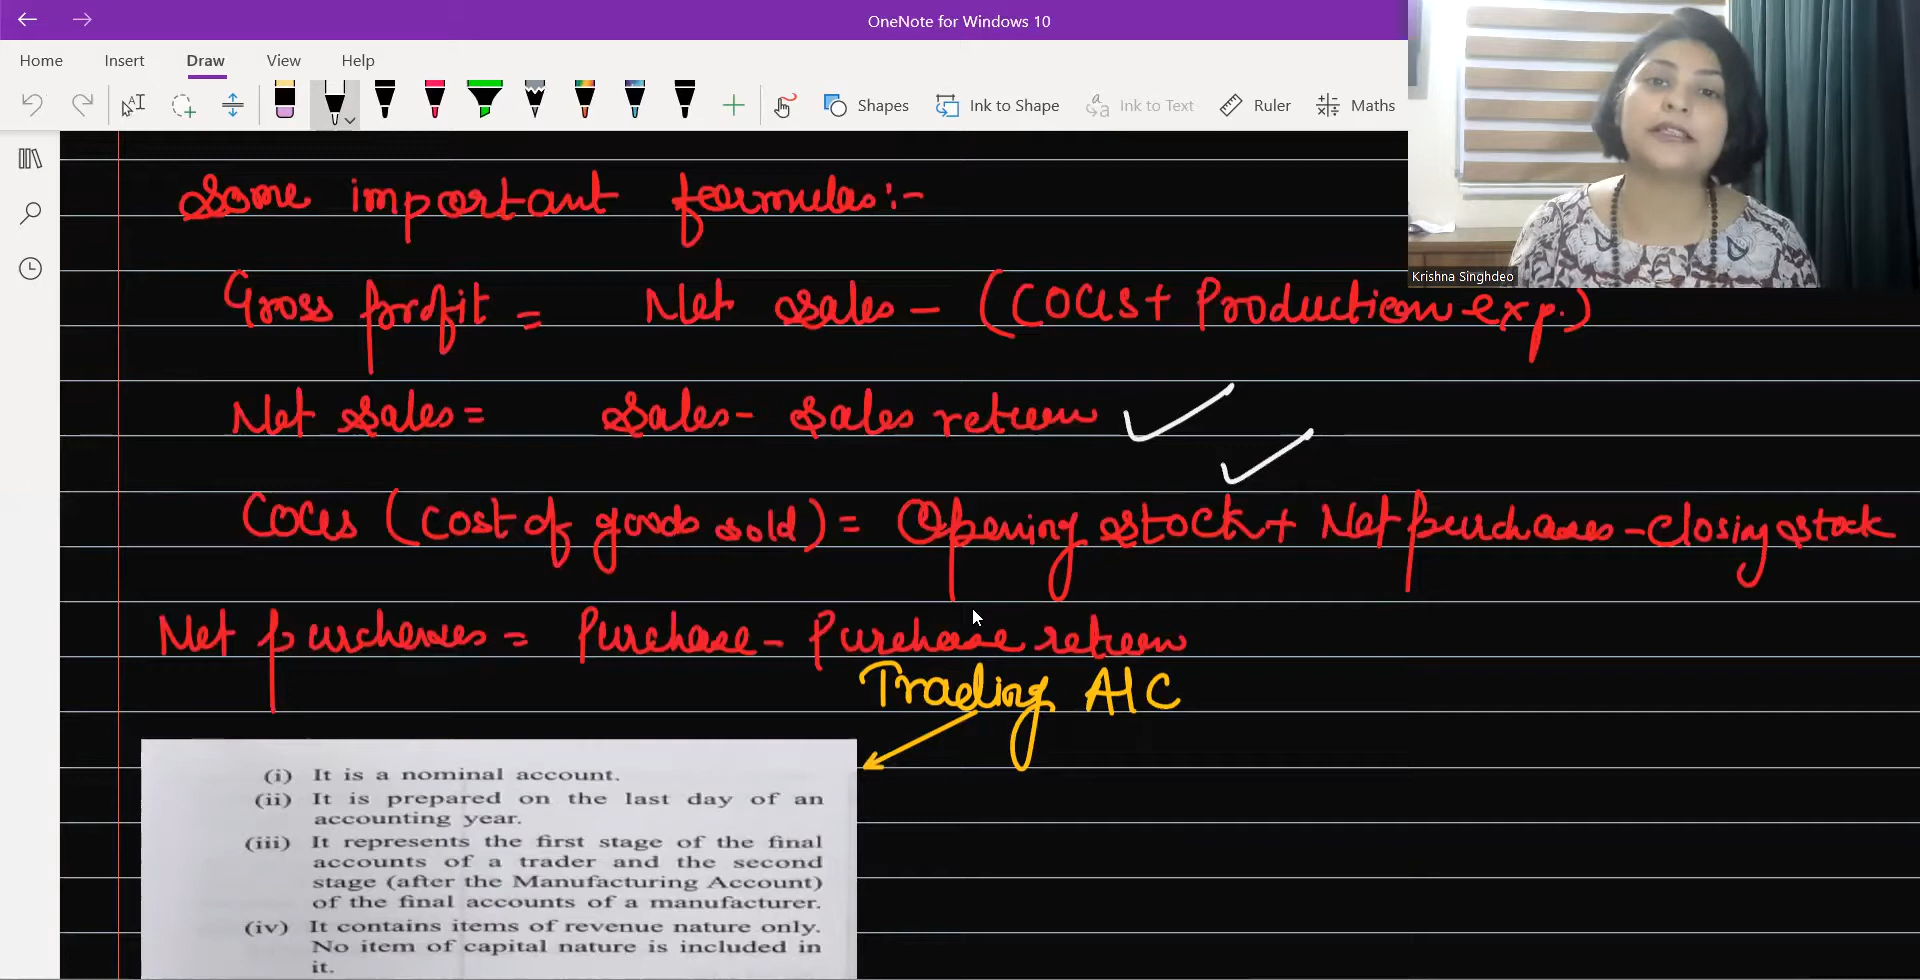 OneNote for Windows 10
Home Insert Draw View Help
Shapes Ink to Shape Ink to Text Ruler Maths
Krishna Singhdeo
Some important formulas:-
Gross profit = Net sales - (COGS + Production exp.)
Net sales = Sales - Sales return
COGS (Cost of goods sold) = Opening stock + Net purchases - closing stock
Net purchases = Purchase - Purchase return
Trading A/C
(i) It is a nominal account.
(ii) It is prepared on the last day of an
accounting year.
(iii) It represents the first stage of the final
accounts of a trader and the second
stage (after the Manufacturing Account)
of the final accounts of a manufacturer.
(iv) It contains items of revenue nature only.
No item of capital nature is included in
it.